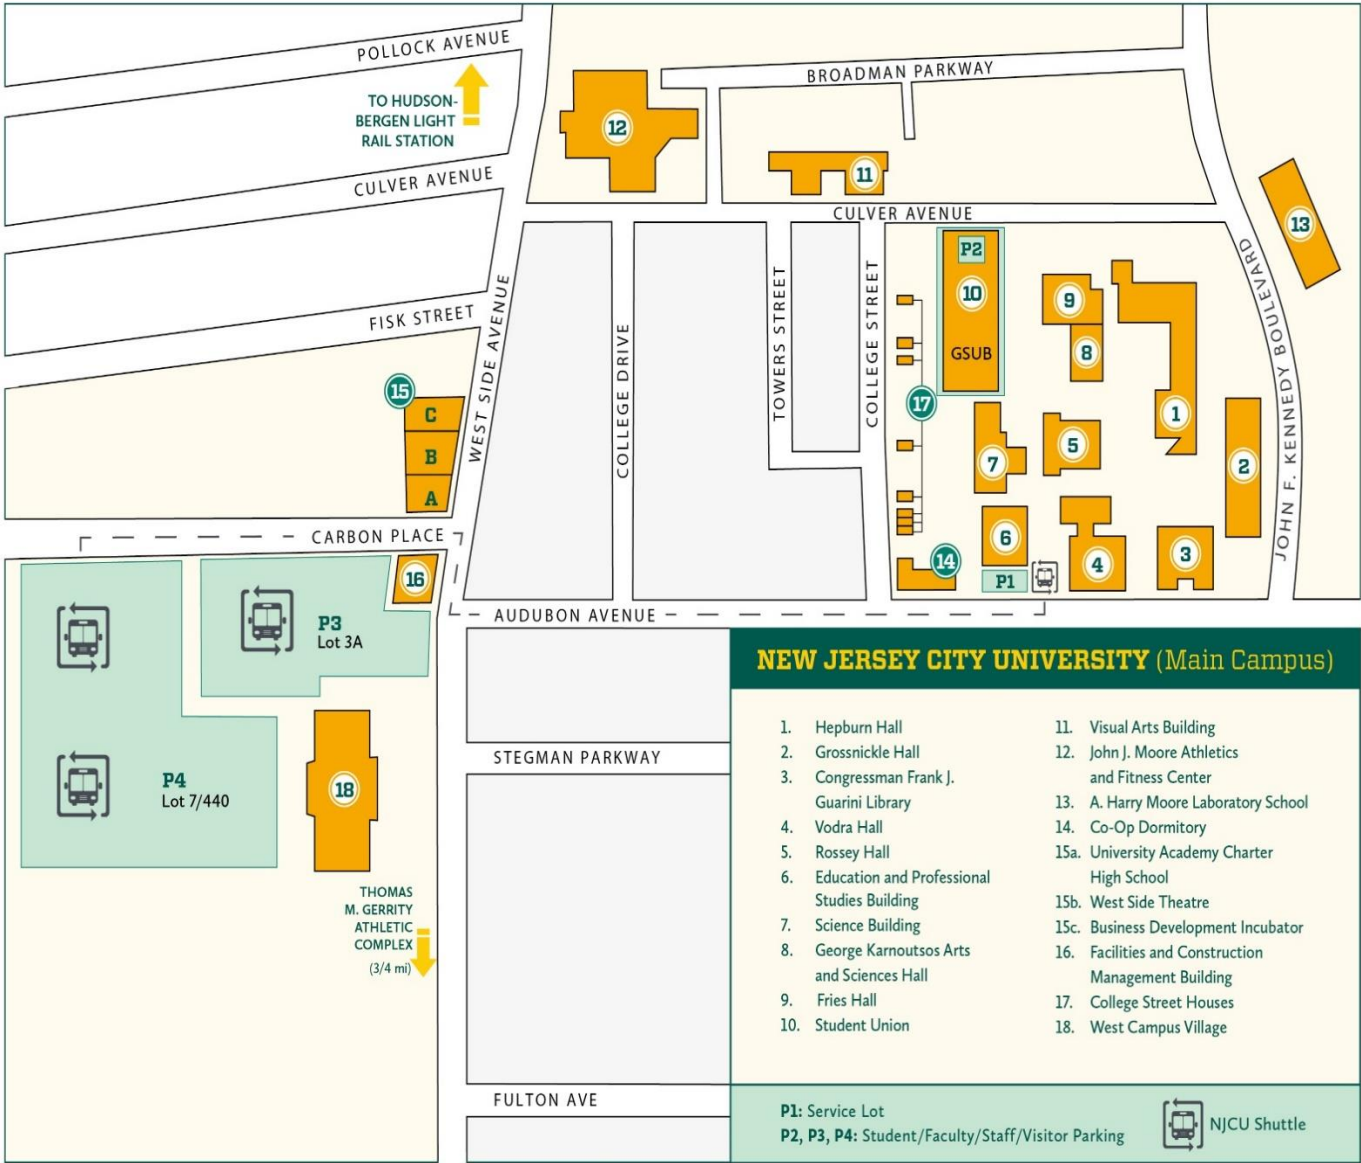 POLLOCK AVENUE
TO HUDSON-
BERGEN LIGHT
RAIL STATION
BROADMAN PARKWAY
12
11
CULVER AVENUE
CULVER AVENUE
13
P2
10
GSUB
9
8
FISK STREET
WEST SIDE AVENUE
COLLEGE DRIVE
TOWERS STREET
COLLEGE STREET
JOHN F. KENNEDY BOULEVARD
15
C
B
A
17
1
7
5
2
CARBON PLACE
6
14
4
3
P1
16
AUDUBON AVENUE
P3
Lot 3A
P4
Lot 7/440
18
STEGMAN PARKWAY
THOMAS
M. GERRITY
ATHLETIC
COMPLEX
(3/4 mi)
FULTON AVE
NEW JERSEY CITY UNIVERSITY (Main Campus)
1. Hepburn Hall
2. Grossnickle Hall
3. Congressman Frank J.
Guarini Library
4. Vodra Hall
5. Rossey Hall
6. Education and Professional
Studies Building
7. Science Building
8. George Karnoutsos Arts
and Sciences Hall
9. Fries Hall
10. Student Union
11. Visual Arts Building
12. John J. Moore Athletics
and Fitness Center
13. A. Harry Moore Laboratory School
14. Co-Op Dormitory
15a. University Academy Charter
High School
15b. West Side Theatre
15c. Business Development Incubator
16. Facilities and Construction
Management Building
17. College Street Houses
18. West Campus Village
P1: Service Lot
P2, P3, P4: Student/Faculty/Staff/Visitor Parking
NJCU Shuttle